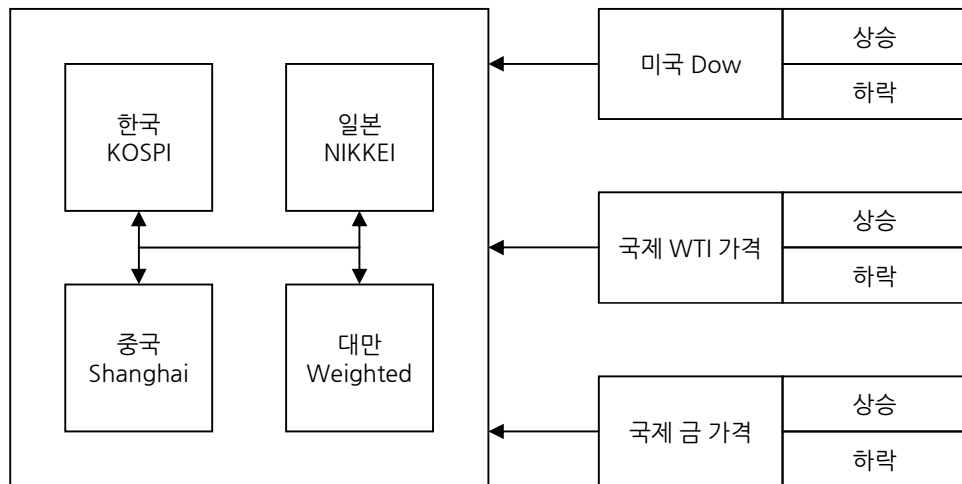 한국
KOSPI
일본
NIKKEI
중국
Shanghai
대만
Weighted
미국 Dow
상승
하락
국제 WTI 가격
상승
하락
국제 금 가격
상승
하락